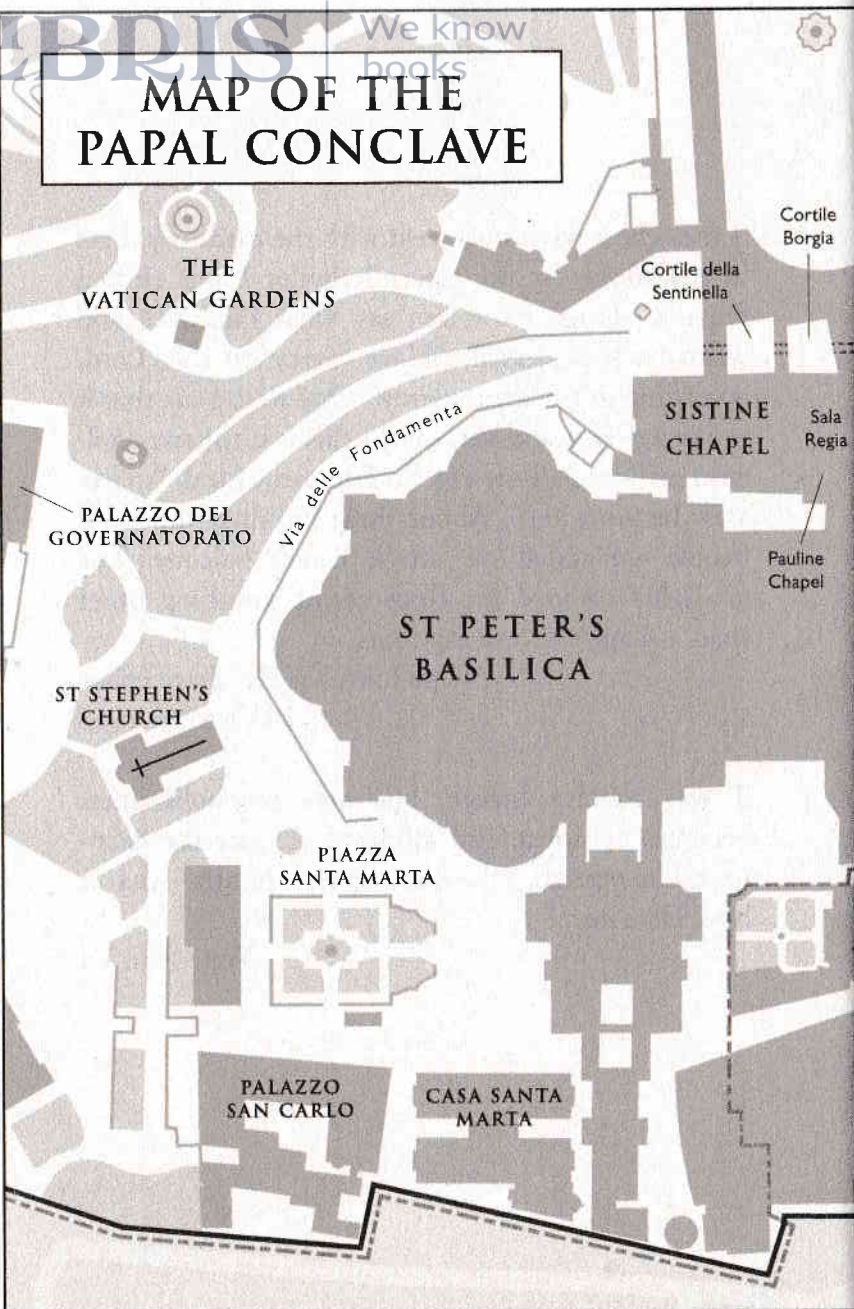 EBRIS
We know
books
MAP OF THE
PAPAL CONCLAVE
THE
VATICAN GARDENS
Cortile
Borgia
Cortile della
Sentinella
SISTINE
CHAPEL
Sala
Regia
Pauline
Chapel
Via delle Fondamenta
PALAZZO DEL
GOVERNATORATO
ST PETER'S
BASILICA
ST STEPHEN'S
CHURCH
PIAZZA
SANTA MARTA
PALAZZO
SAN CARLO
CASA SANTA
MARTA